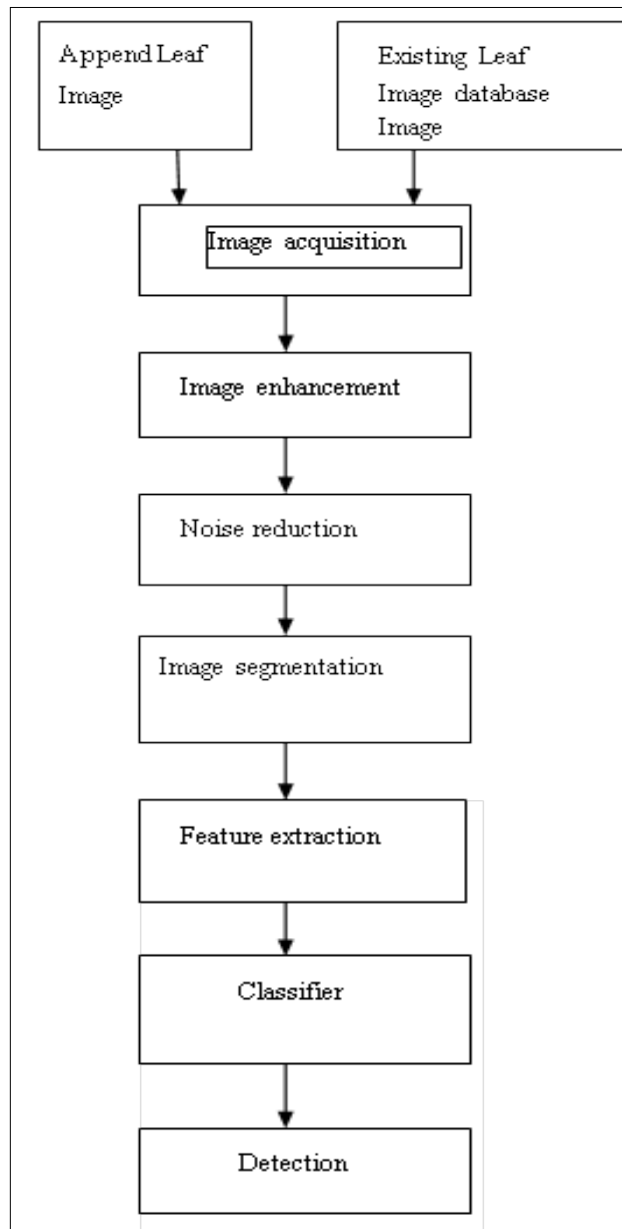 Append Leaf
Image
Existing Leaf
Image database
Image
Image acquisition
Image enhancement
Noise reduction
Image segmentation
Feature extraction
Classifier
Detection